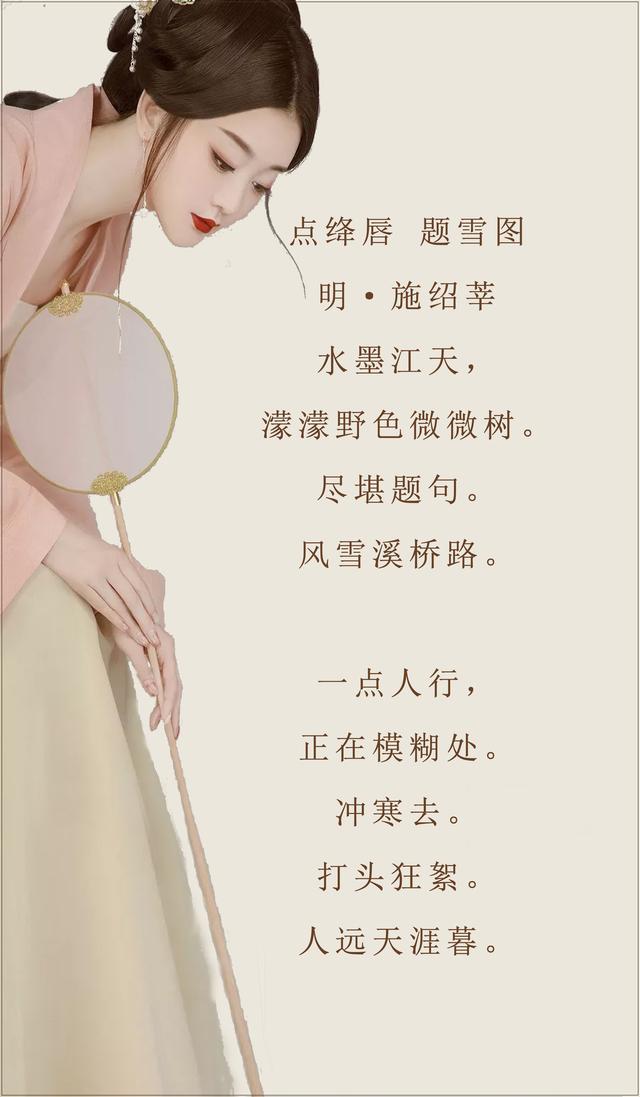 点绛唇 题雪图
明·施绍莘
水墨江天，
濛濛野色微微树。
尽堪题句。
风雪溪桥路。
一点人行，
正在模糊处。
冲寒去。
打头狂絮。
人远天涯暮。